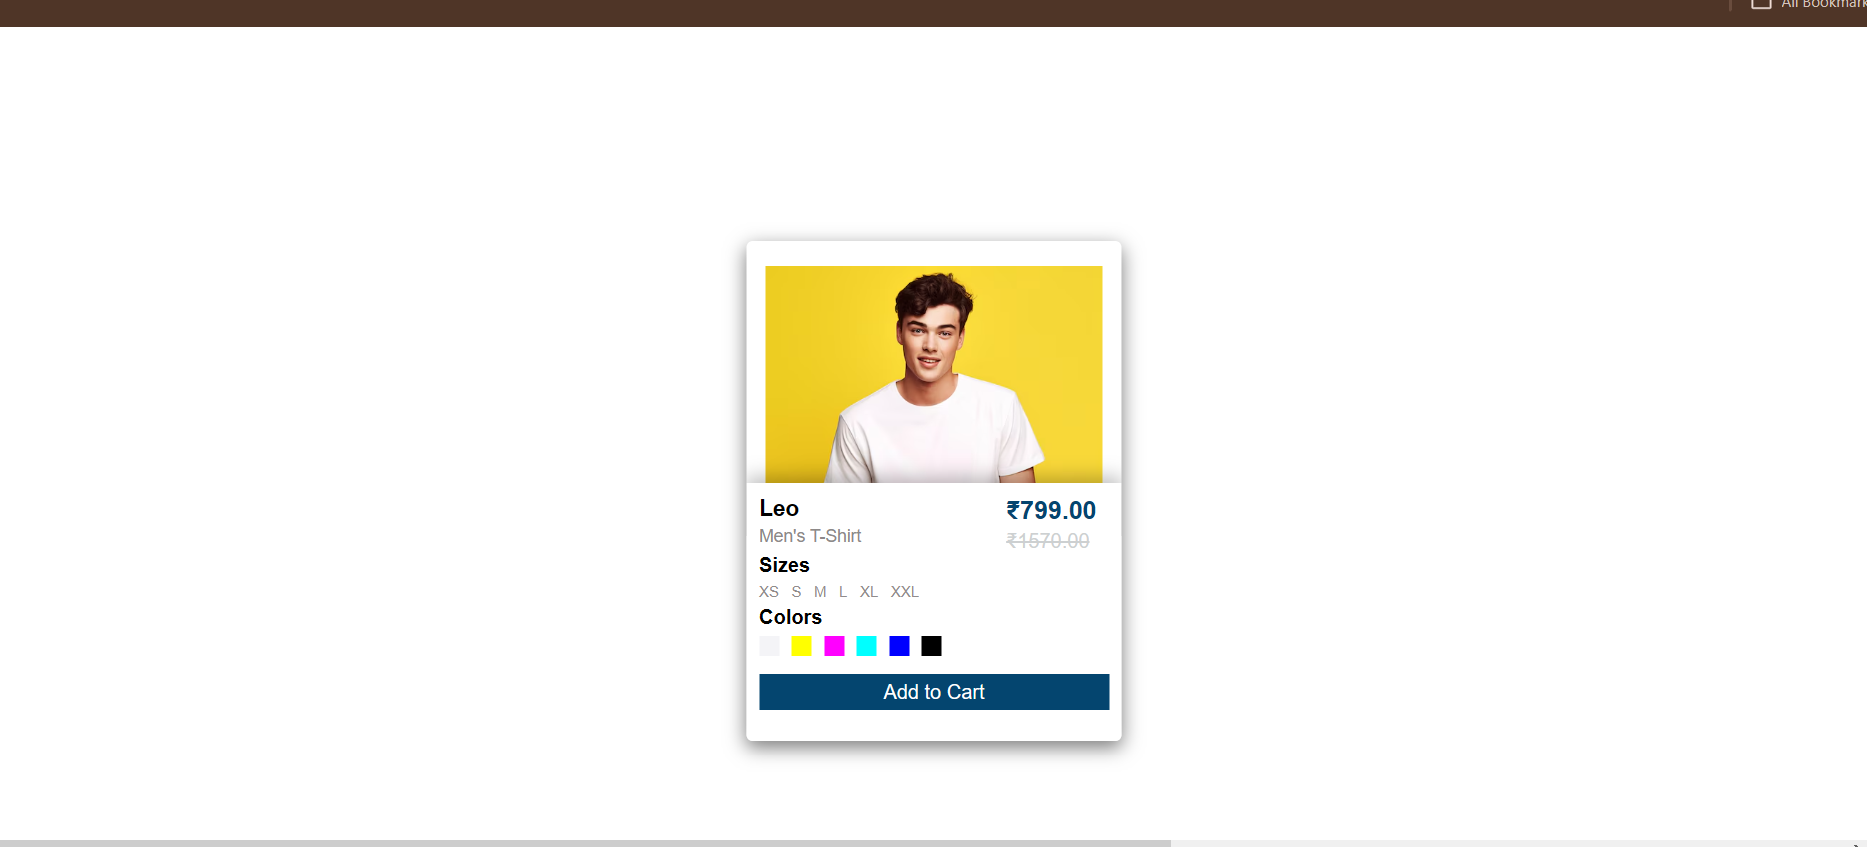 All Bookmark
Leo
₹799.00
Men's T-Shirt
₹1570.00
Sizes
XS S M L XL XXL
Colors
Add to Cart